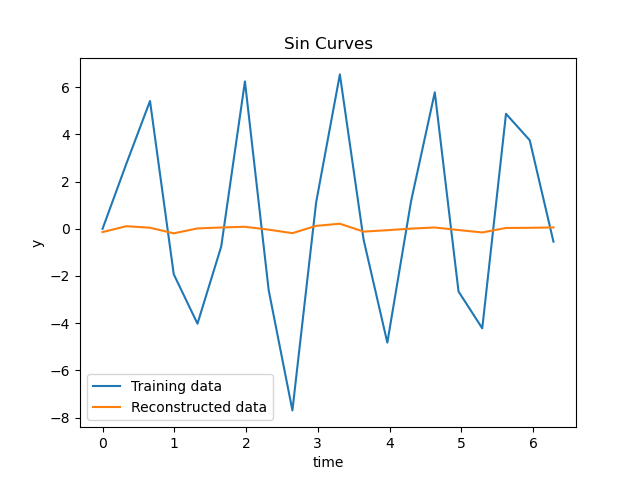 Sin Curves
y
6
4
2
0
−2
−4
−6
−8
Training data
Reconstructed data
0 1 2 3 4 5 6
time